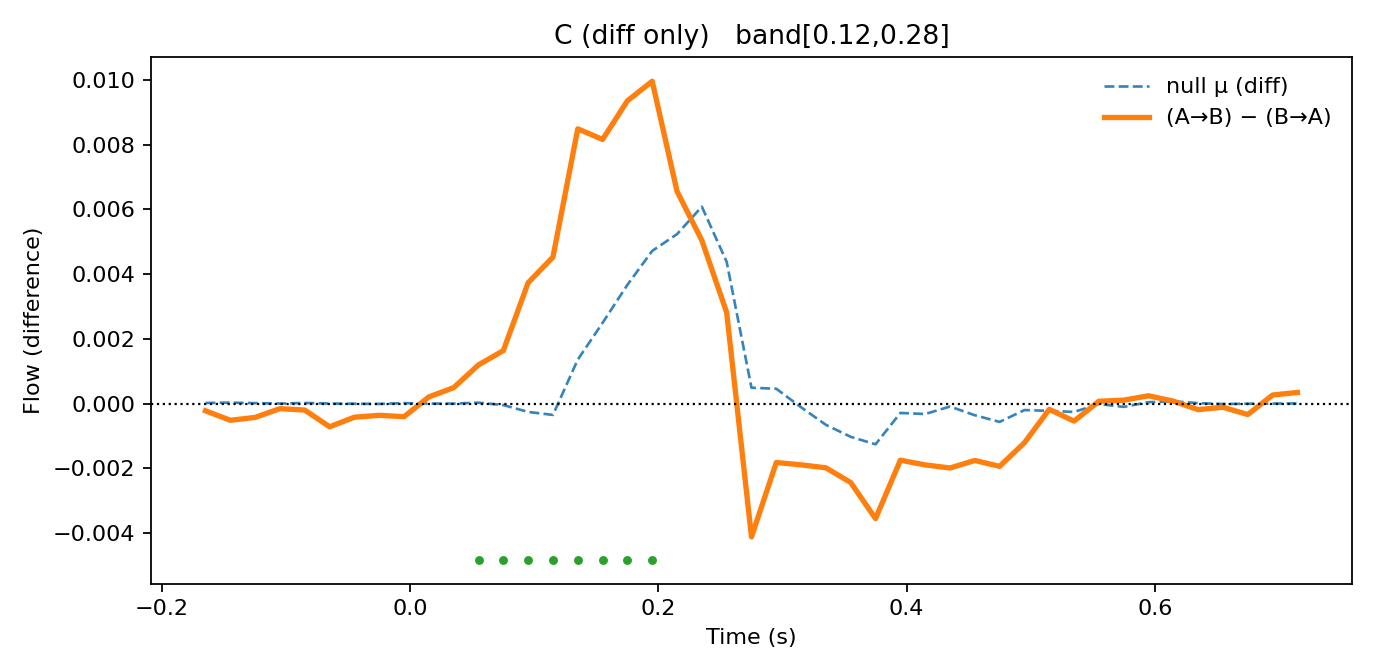 C (diff only)   band[0.12,0.28]
null μ (diff)
(A→B) − (B→A)
0.010
0.008
0.006
0.004
0.002
0.000
−0.002
−0.004
Flow (difference)
−0.2
0.0
0.2
0.4
0.6
Time (s)